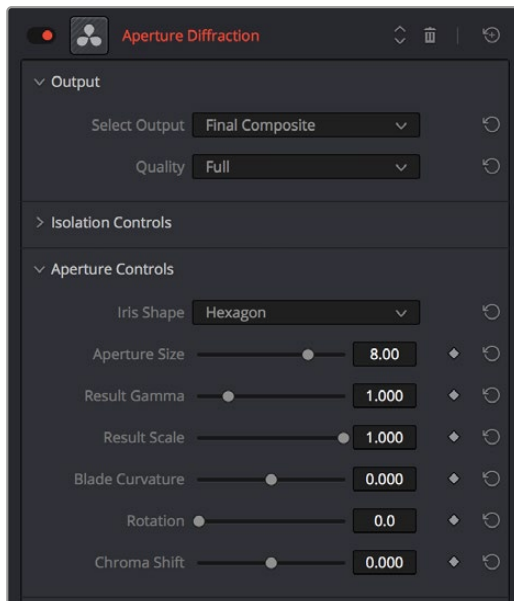 Aperture Diffraction
Output
Select Output Final Composite
Quality Full
Isolation Controls
Aperture Controls
Iris Shape Hexagon
Aperture Size 8.00
Result Gamma 1.000
Result Scale 1.000
Blade Curvature 0.000
Rotation 0.0
Chroma Shift 0.000